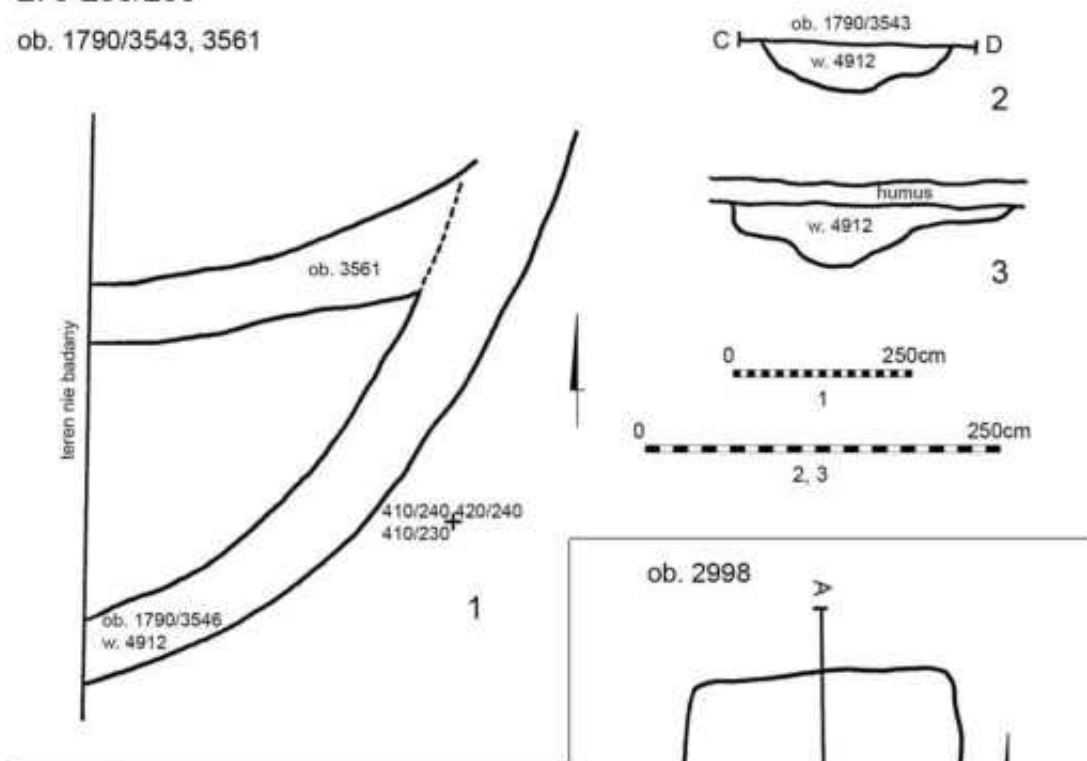 ob. 1790/3543, 3561
teren nie badany
ob. 3561
410/240 420/240
410/230
ob. 1790/3546
w. 4912
1
ob. 1790/3543
C
D
w. 4912
2
humus
w. 4912
3
0 250cm
1
0 250cm
2, 3
ob. 2998
A